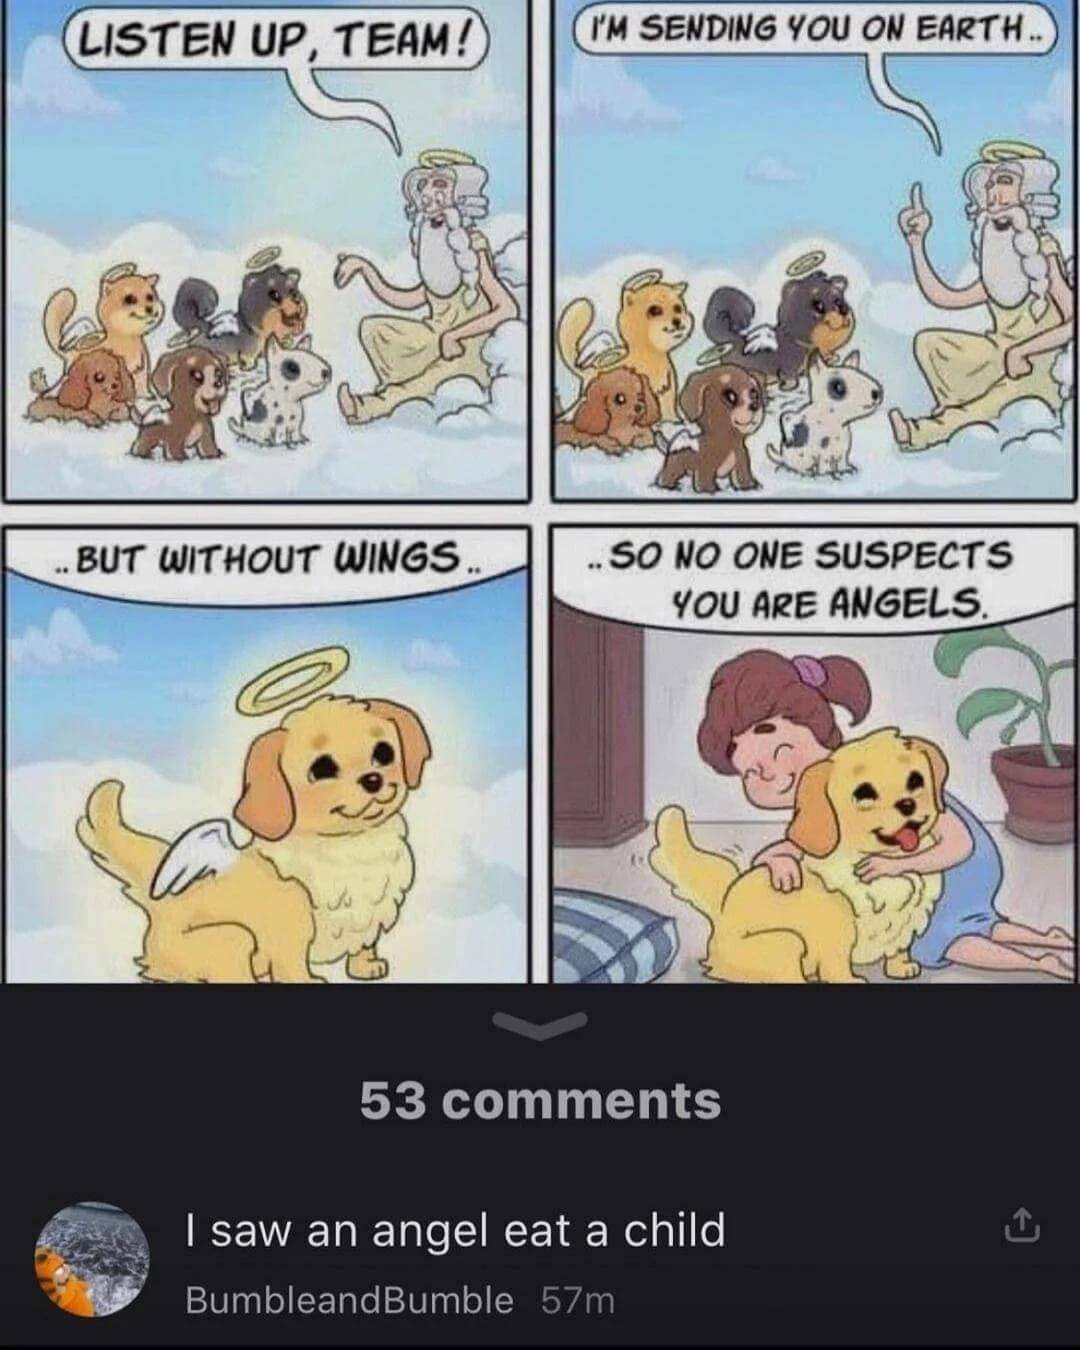 LISTEN UP, TEAM!
I'M SENDING YOU ON EARTH..
..BUT WITHOUT WINGS..
..SO NO ONE SUSPECTS
YOU ARE ANGELS.
53 comments
I saw an angel eat a child
BumbleandBumble 57m